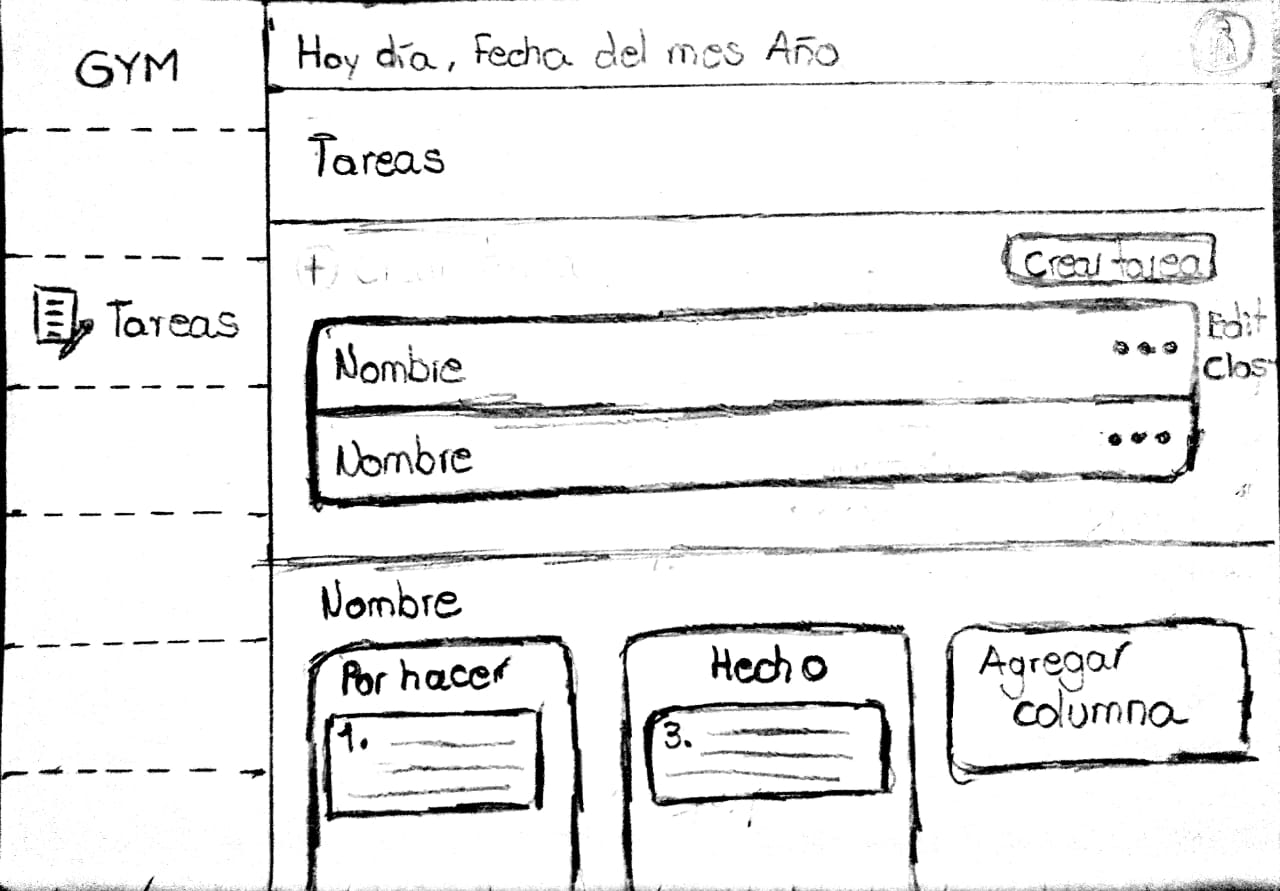 GYM
Hoy día, Fecha del mes Año
Tareas
Crear tarea
Tareas
Nombre
Edit
Clos
Nombre
Nombre
Por hacer
Hecho
Agregar
columna
1.
3.